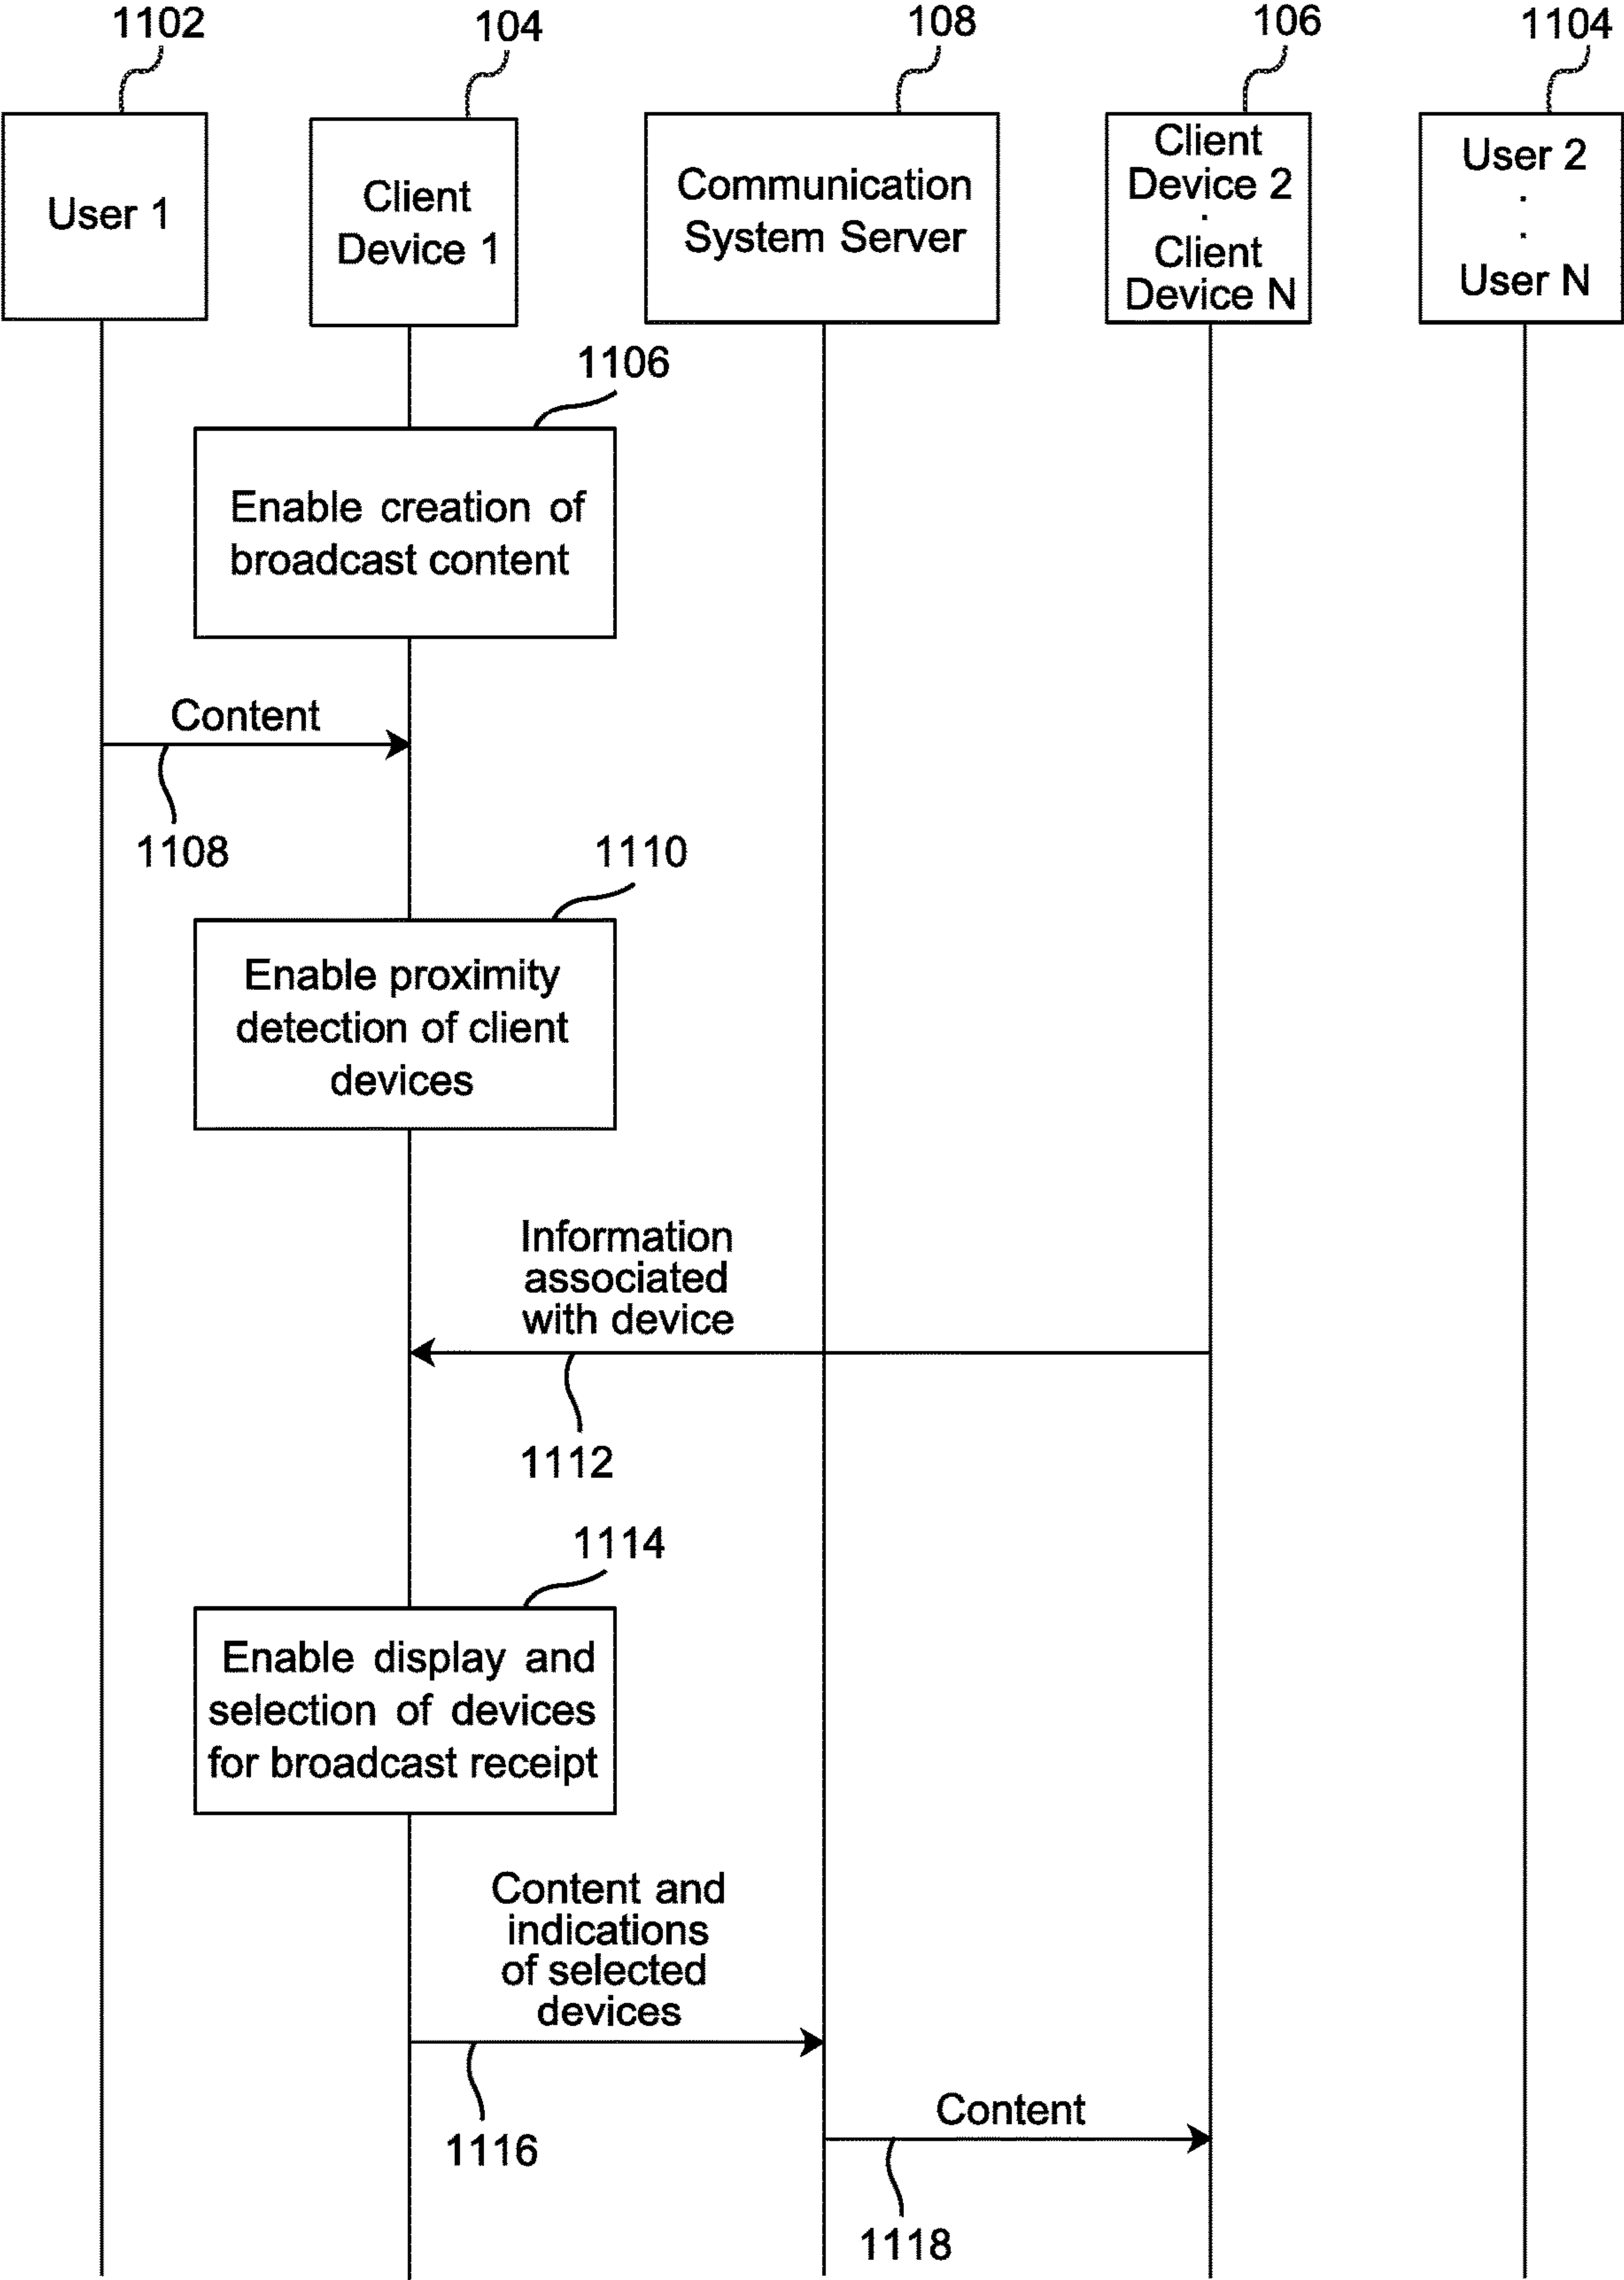 1102
104
108
106
1104
User 1
Client
Device 1
Communication
System Server
Client
Device 2
.
Client
Device N
User 2
.
.
User N
1106
Enable creation of
broadcast content
Content
1108
1110
Enable proximity
detection of client
devices
Information
associated
with device
1112
1114
Enable display and
selection of devices
for broadcast receipt
Content and
indications
of selected
devices
1116
Content
1118